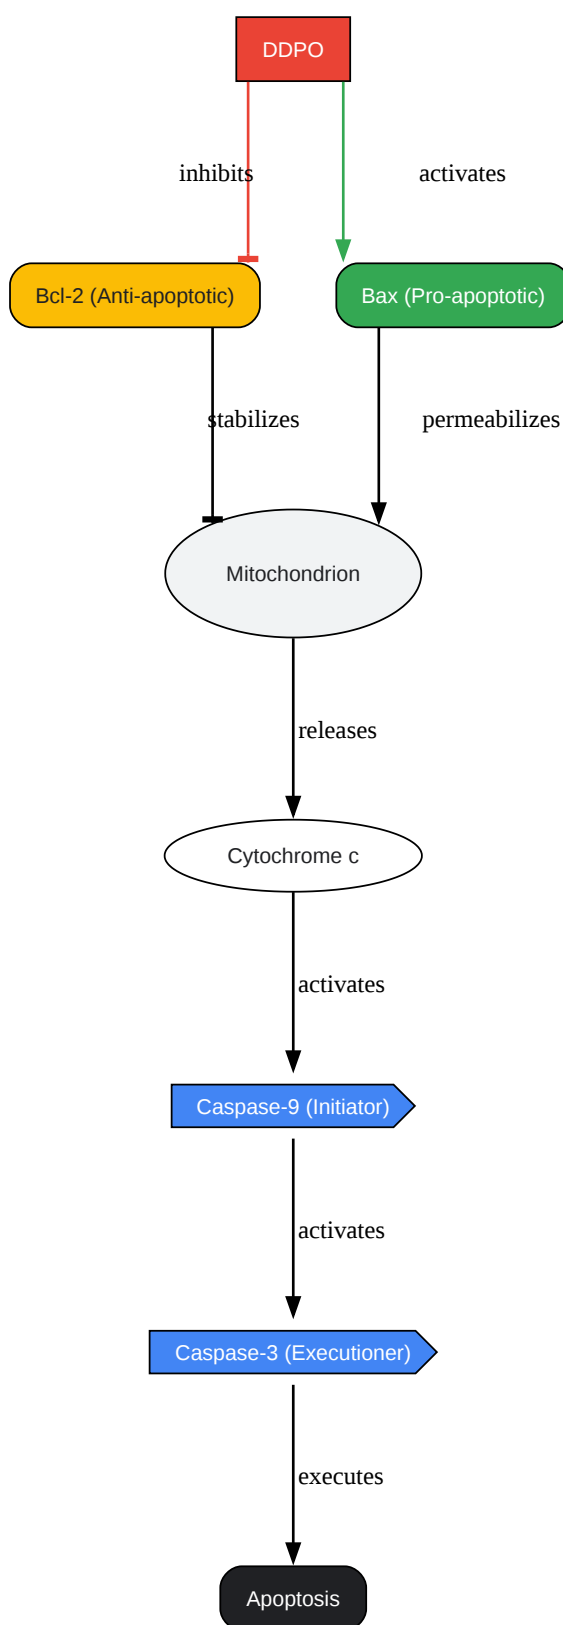 DDPO
inhibits
activates
Bcl-2 (Anti-apoptotic)
Bax (Pro-apoptotic)
stabilizes
permeabilizes
Mitochondrion
releases
Cytochrome c
activates
Caspase-9 (Initiator)
activates
Caspase-3 (Executioner)
executes
Apoptosis